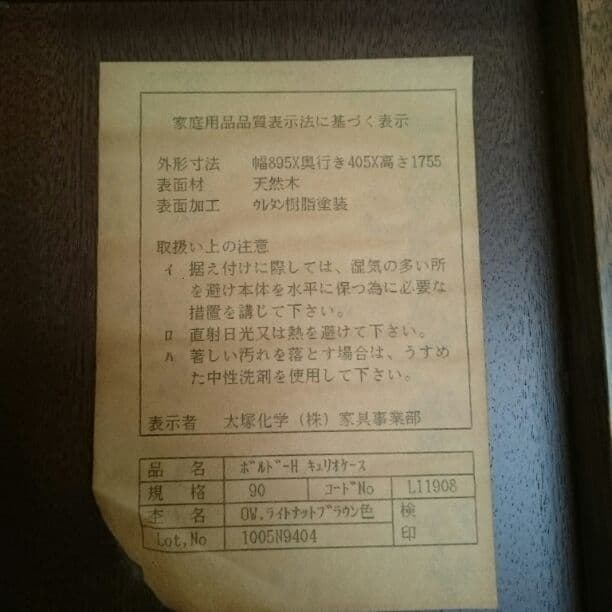 家庭用品品質表示法に基づく表示
外形寸法 幅895X奥行き405X高さ1755
表面材 天然木
表面加工 ｳﾚﾀﾝ樹脂塗装
取扱い上の注意
ｲ 据え付けに際しては、湿気の多い所
を避け本体を水平に保つ為に必要な
措置を講じて下さい。
ﾛ 直射日光又は熱を避けて下さい。
ﾊ 著しい汚れを落とす場合は、うすめ
た中性洗剤を使用して下さい。
表示者 大塚化学（株）家具事業部
品名 ﾎﾞﾙﾄﾞｰH ｷｭﾘｵｹｰｽ
規格 90 ｺｰﾄﾞNo L11908
本名 OW,ﾗｲﾄﾅｯﾄﾌﾞﾗｳﾝ色 検
Lot,No 1005N9404 印